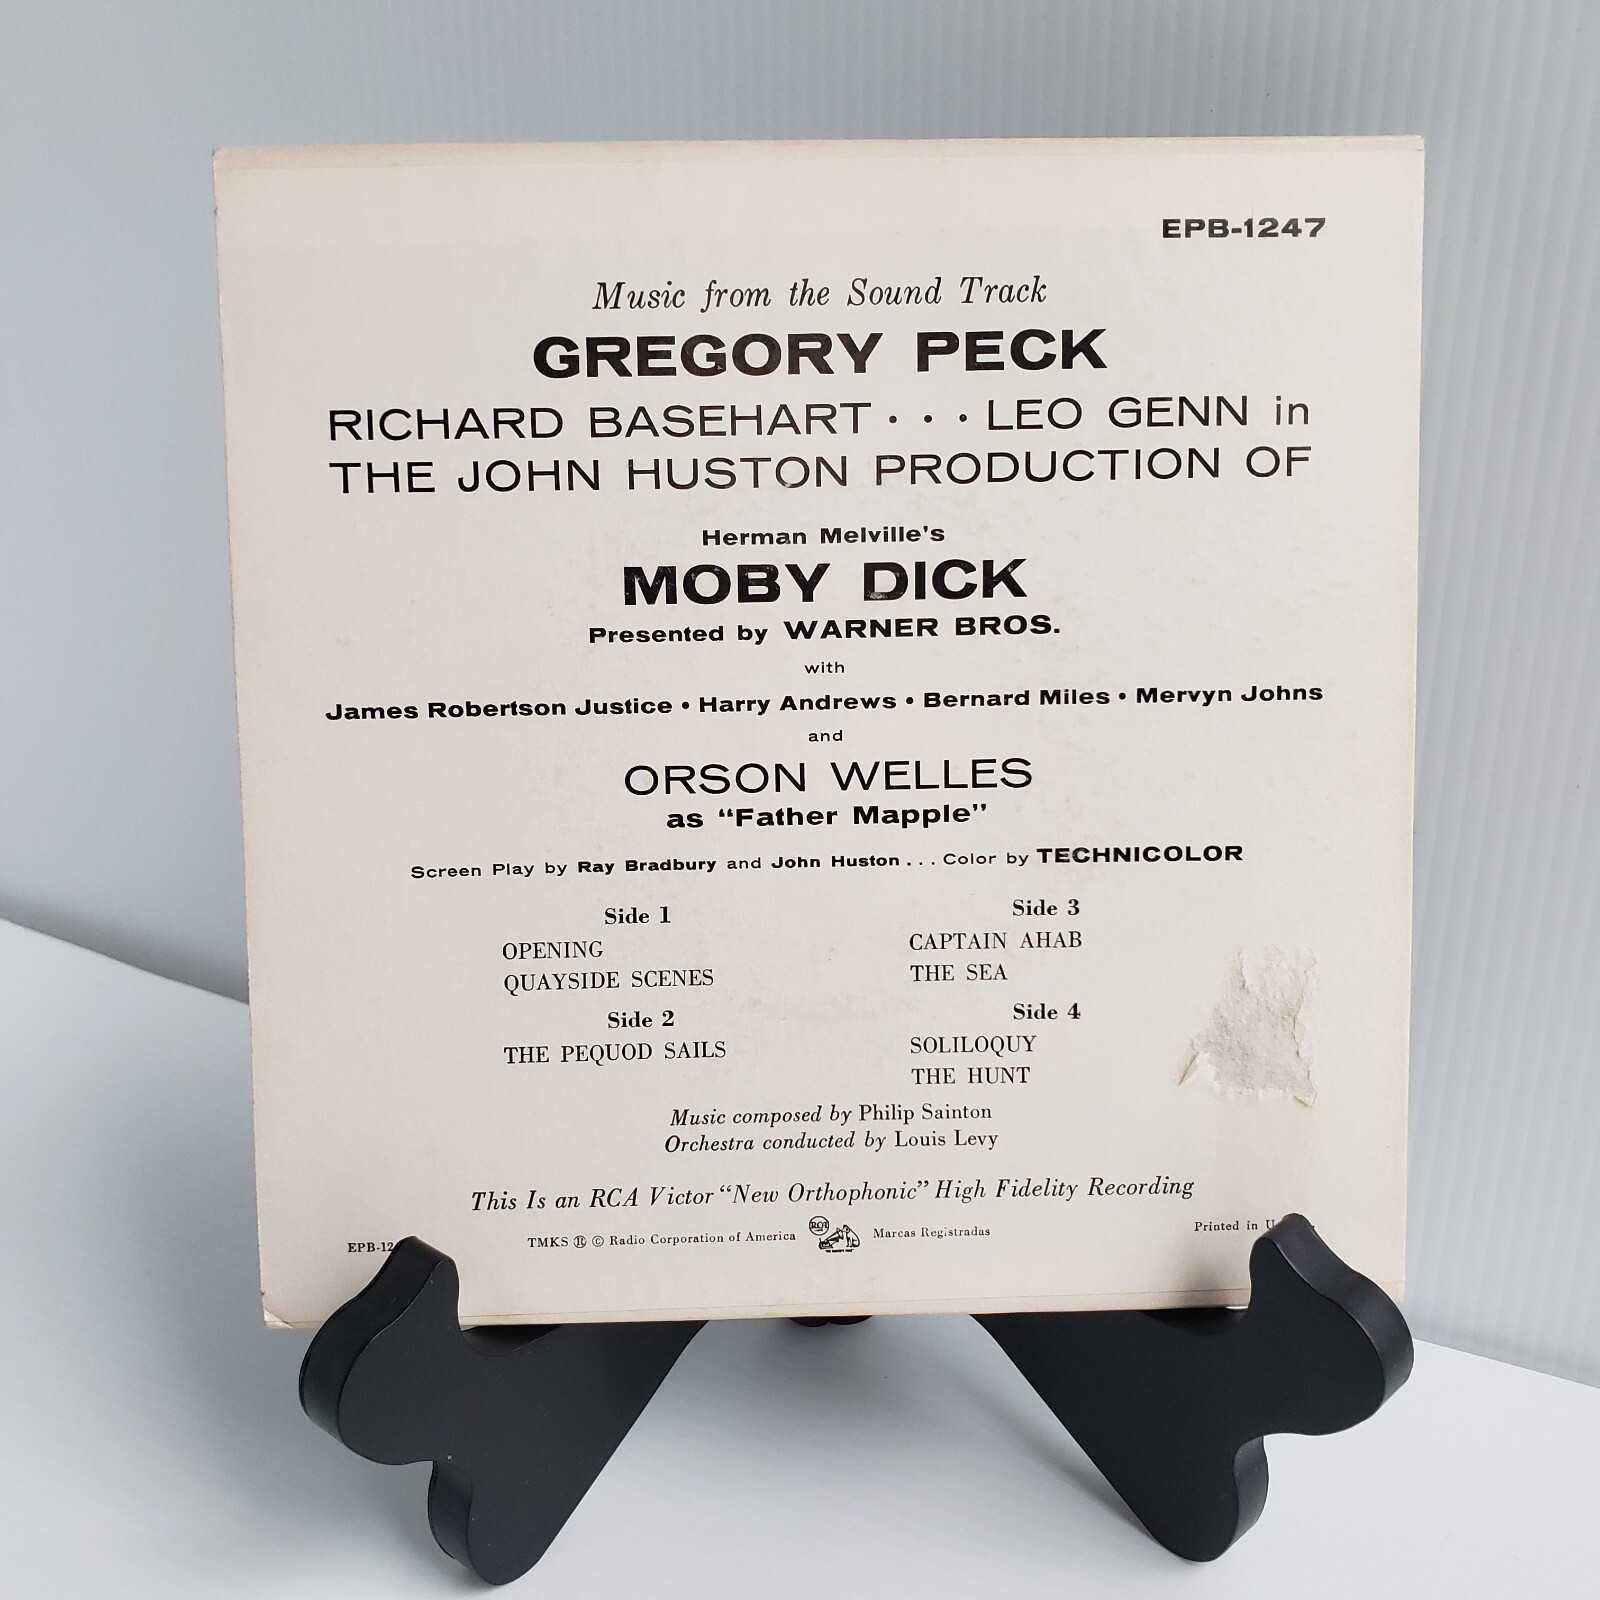 EPB-1247
Music from the Sound Track
GREGORY PECK
RICHARD BASEHART · · · LEO GENN in
THE JOHN HUSTON PRODUCTION OF
Herman Melville's
MOBY DICK
Presented by WARNER BROS.
with
James Robertson Justice • Harry Andrews • Bernard Miles • Mervyn Johns
and
ORSON WELLES
as "Father Mapple"
Screen Play by Ray Bradbury and John Huston . . . Color by TECHNICOLOR
Side 1
OPENING
QUAYSIDE SCENES
Side 2
THE PEQUOD SAILS
Side 3
CAPTAIN AHAB
THE SEA
Side 4
SOLILOQUY
THE HUNT
Music composed by Philip Sainton
Orchestra conducted by Louis Levy
This Is an RCA Victor "New Orthophonic" High Fidelity Recording
EPB-12
TMKS ® © Radio Corporation of America
RCA
Marcas Registradas
Printed in U